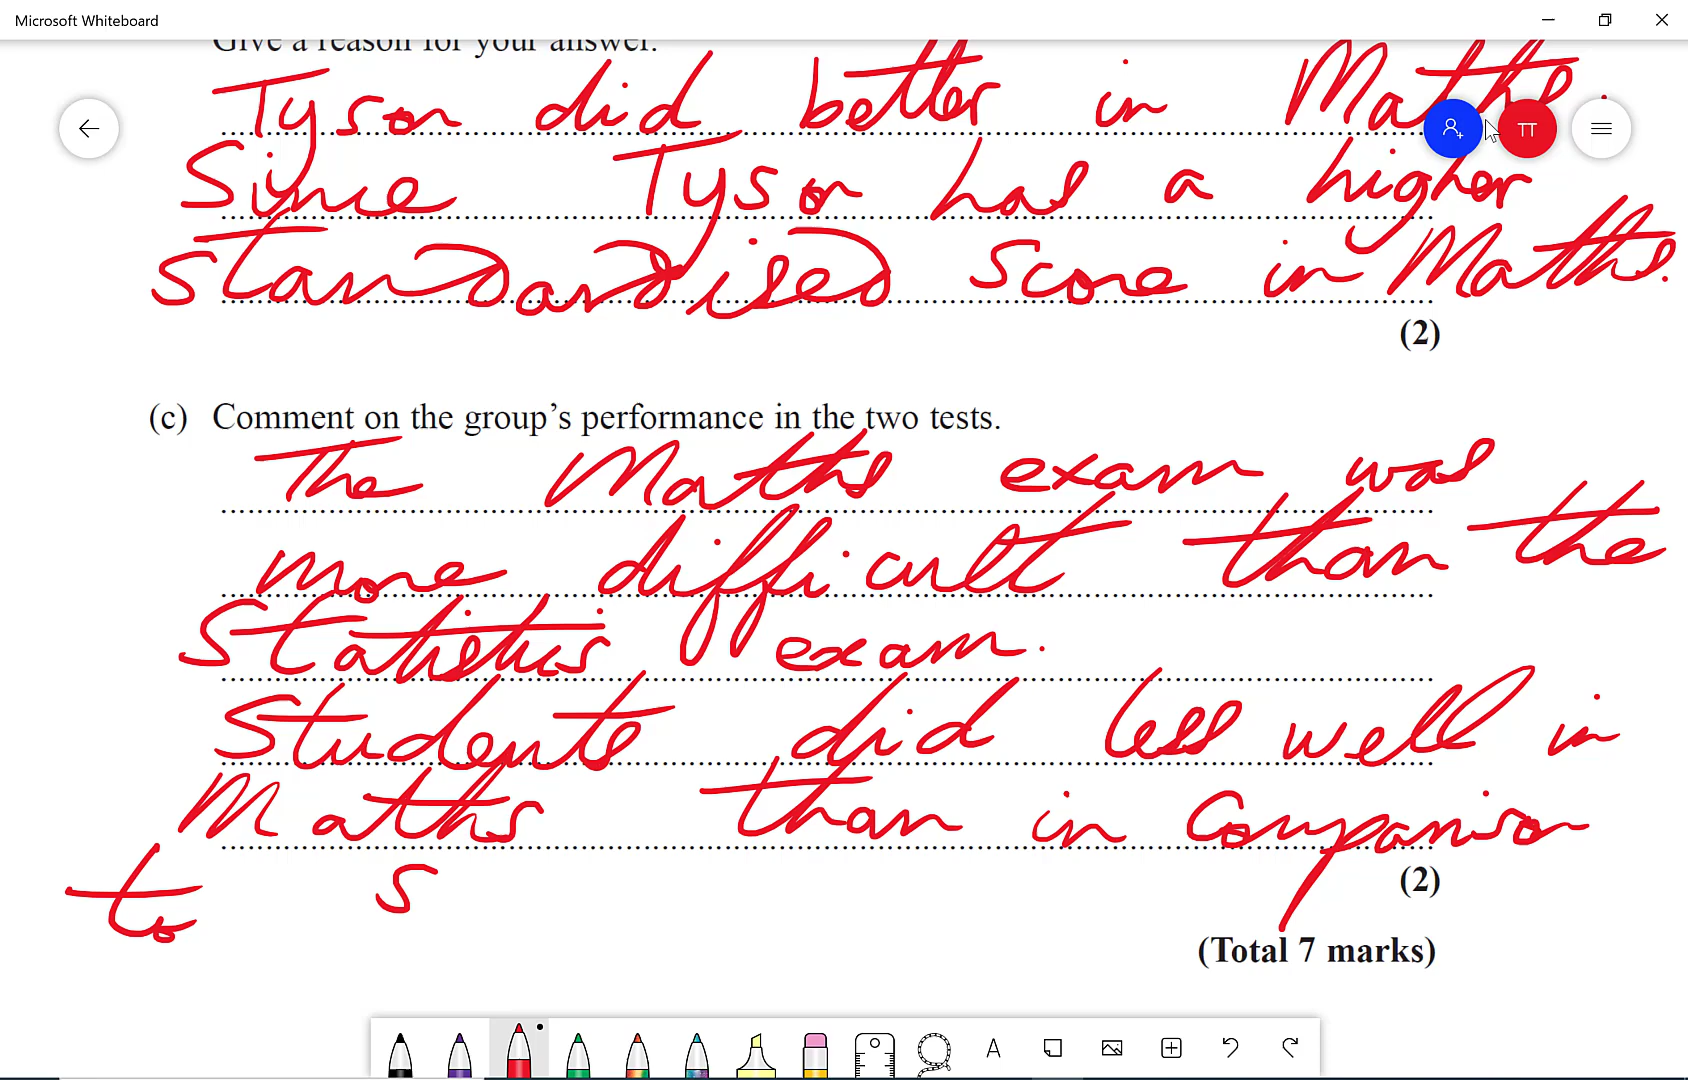 Microsoft Whiteboard
Give a reason for your answer.
Tyson did better in Maths.
TT
Since Tyson has a higher
standardised score in Maths.
(2)
(c) Comment on the group's performance in the two tests.
The Maths exam was
more difficult than the
Statistics exam.
Students did less well in
Maths than in Comparison
(2)
to s
(Total 7 marks)
A